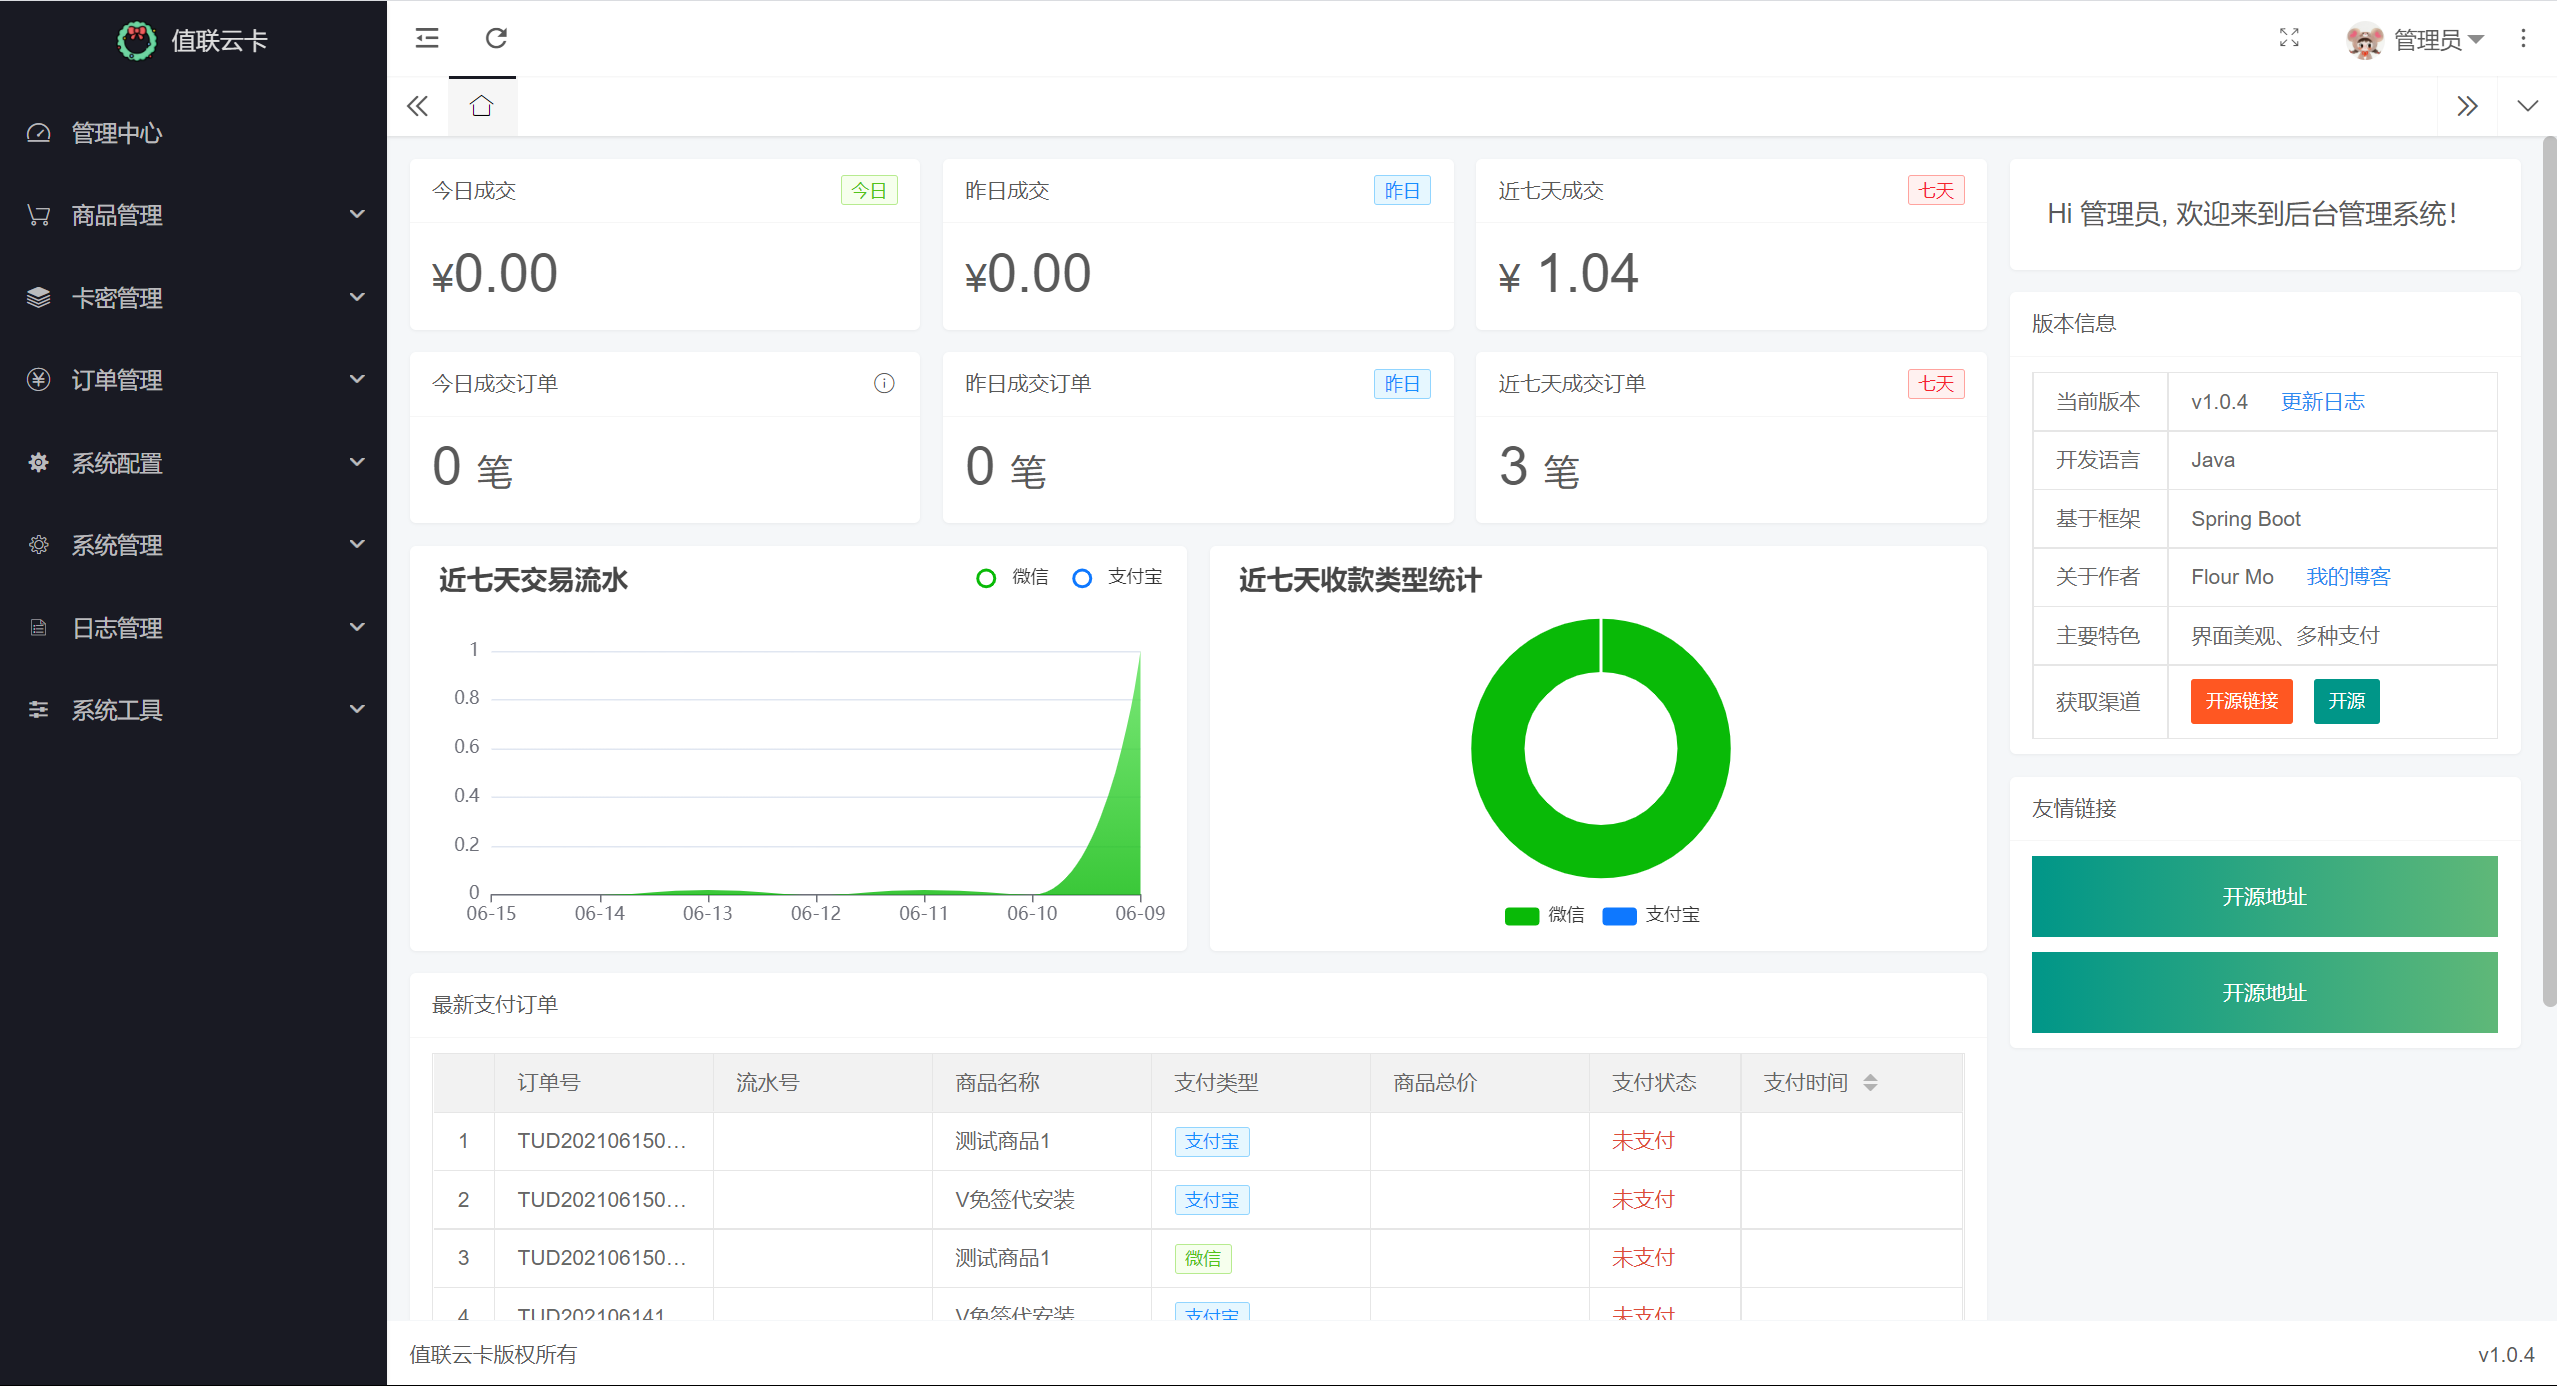 值联云卡
管理员
管理中心
商品管理
卡密管理
订单管理
系统配置
系统管理
日志管理
系统工具
今日成交 今日
¥0.00
昨日成交 昨日
¥0.00
近七天成交 七天
¥ 1.04
今日成交订单
0 笔
昨日成交订单 昨日
0 笔
近七天成交订单 七天
3 笔
Hi 管理员, 欢迎来到后台管理系统!
版本信息
当前版本 v1.0.4 更新日志
开发语言 Java
基于框架 Spring Boot
关于作者 Flour Mo 我的博客
主要特色 界面美观、多种支付
获取渠道 开源链接 开源
友情链接
开源地址
开源地址
近七天交易流水 微信 支付宝
1
0.8
0.6
0.4
0.2
0
06-15 06-14 06-13 06-12 06-11 06-10 06-09
近七天收款类型统计
微信 支付宝
最新支付订单
订单号 流水号 商品名称 支付类型 商品总价 支付状态 支付时间
1 TUD202106150... 测试商品1 支付宝 未支付
2 TUD202106150... V免签代安装 支付宝 未支付
3 TUD202106150... 测试商品1 微信 未支付
4 TUD202106141 V免签代安装 支付宝 未支付
值联云卡版权所有 v1.0.4